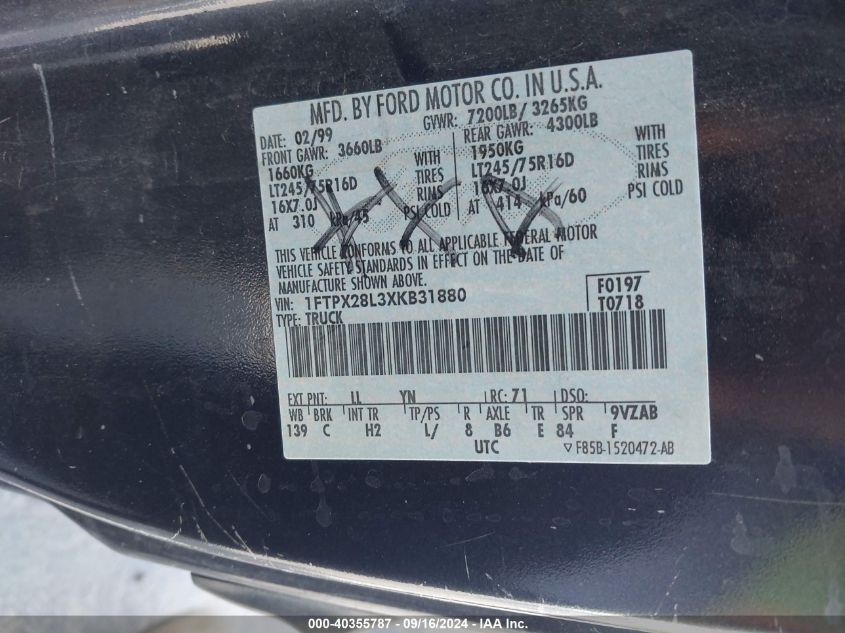 MFD. BY FORD MOTOR CO. IN U.S.A.
DATE: 02/99 GVWR: 7200LB/ 3265KG
FRONT GAWR: 3660LB REAR GAWR: 4300LB
1660KG WITH 1950KG WITH
LT245/75R16D TIRES LT245/75R16D TIRES
16X7.0J RINS 16X7.0J RINS
AT 310 kPa/45 PSI COLD AT 414 kPa/60 PSI COLD
THIS VEHICLE CONFORMS TO ALL APPLICABLE FEDERAL MOTOR
VEHICLE SAFETY STANDARDS IN EFFECT ON THE DATE OF
MANUFACTURE SHOWN ABOVE.
VIN: 1FTPX28L3XKB31880 F0197
TYPE: TRUCK T0718
EXT PNT: LL YN RC: 71 DSO:
WB BRK INT TR TP/PS R AXLE TR SPR 9VZAB
139 C H2 L/ 8 B6 E 84 F
UTC ▽ F85B-1520472-AB
000-40355787 - 09/16/2024 - IAA Inc.